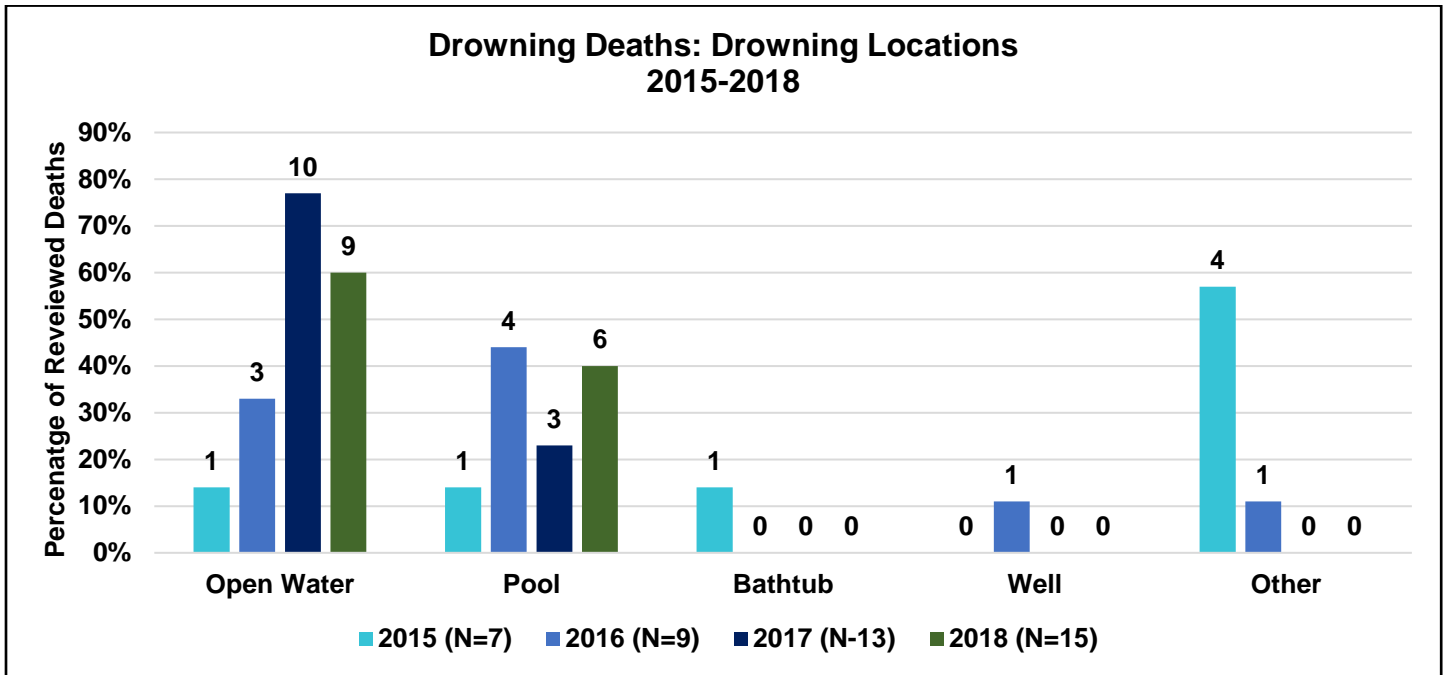 Drowning Deaths: Drowning Locations
2015-2018
Percenatge of Reveiewed Deaths
90%
80%
70%
60%
50%
40%
30%
20%
10%
0%
1
3
10
9
1
4
3
6
1
0
0
0
0
1
0
0
4
1
0
0
Open Water
Pool
Bathtub
Well
Other
2015 (N=7)
2016 (N=9)
2017 (N-13)
2018 (N=15)